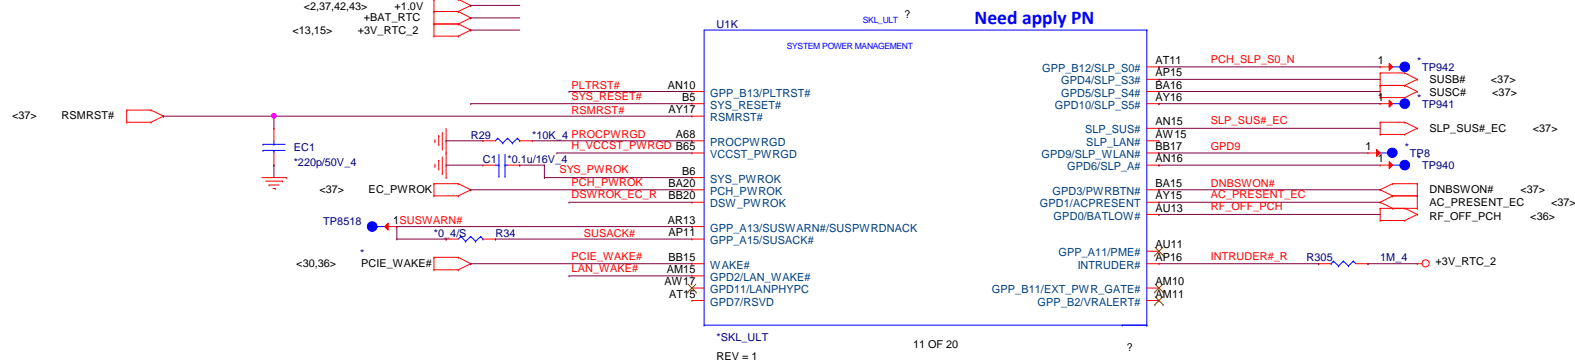 <2,37,42,43> +1.0V
+BAT_RTC
<13,15> +3V_RTC_2
U1K
SKL_ULT ?
Need apply PN
SYSTEM POWER MANAGEMENT
PLTRST# AN10 GPP_B13/PLTRST#
SYS_RESET# B5 SYS_RESET#
<37> RSMRST# RSMRST# AY17 RSMRST#
EC1
*220p/50V_4
R29 *10K_4 PROCPWRGD A68 PROCPWRGD
H_VCCST_PWRGD B65 VCCST_PWRGD
C1 *0.1u/16V_4
SYS_PWROK B6 SYS_PWROK
<37> EC_PWROK PCH_PWROK BA20 PCH_PWROK
DSWROK_EC_R BB20 DSW_PWROK
TP8518 1 SUSWARN# AR13 GPP_A13/SUSWARN#/SUSPWRDNACK
*0_4/S R34 SUSACK# AP11 GPP_A15/SUSACK#
*
<30,36> PCIE_WAKE# PCIE_WAKE# BB15 WAKE#
LAN_WAKE# AM15 GPD2/LAN_WAKE#
AW17 GPD11/LANPHYPC
AT15 GPD7/RSVD
GPP_B12/SLP_S0# AT11 PCH_SLP_S0_N 1 * TP942
GPD4/SLP_S3# AP15 SUSB# <37>
GPD5/SLP_S4# BA16 SUSC# <37>
GPD10/SLP_S5# AY16 1 TP941
SLP_SUS# AN15 SLP_SUS#_EC SLP_SUS#_EC <37>
SLP_LAN# AW15
GPD9/SLP_WLAN# BB17 GPD9 1 * TP8
GPD6/SLP_A# AN16 1 TP940
GPD3/PWRBTN# BA15 DNBSWON# DNBSWON# <37>
GPD1/ACPRESENT AY15 AC_PRESENT_EC AC_PRESENT_EC <37>
GPD0/BATLOW# AU13 RF_OFF_PCH RF_OFF_PCH <36>
GPP_A11/PME# AU11
INTRUDER# AP16 INTRUDER#_R R305 1M_4 +3V_RTC_2
GPP_B11/EXT_PWR_GATE# AM10
GPP_B2/VRALERT# AM11
*SKL_ULT
REV = 1
11 OF 20
?